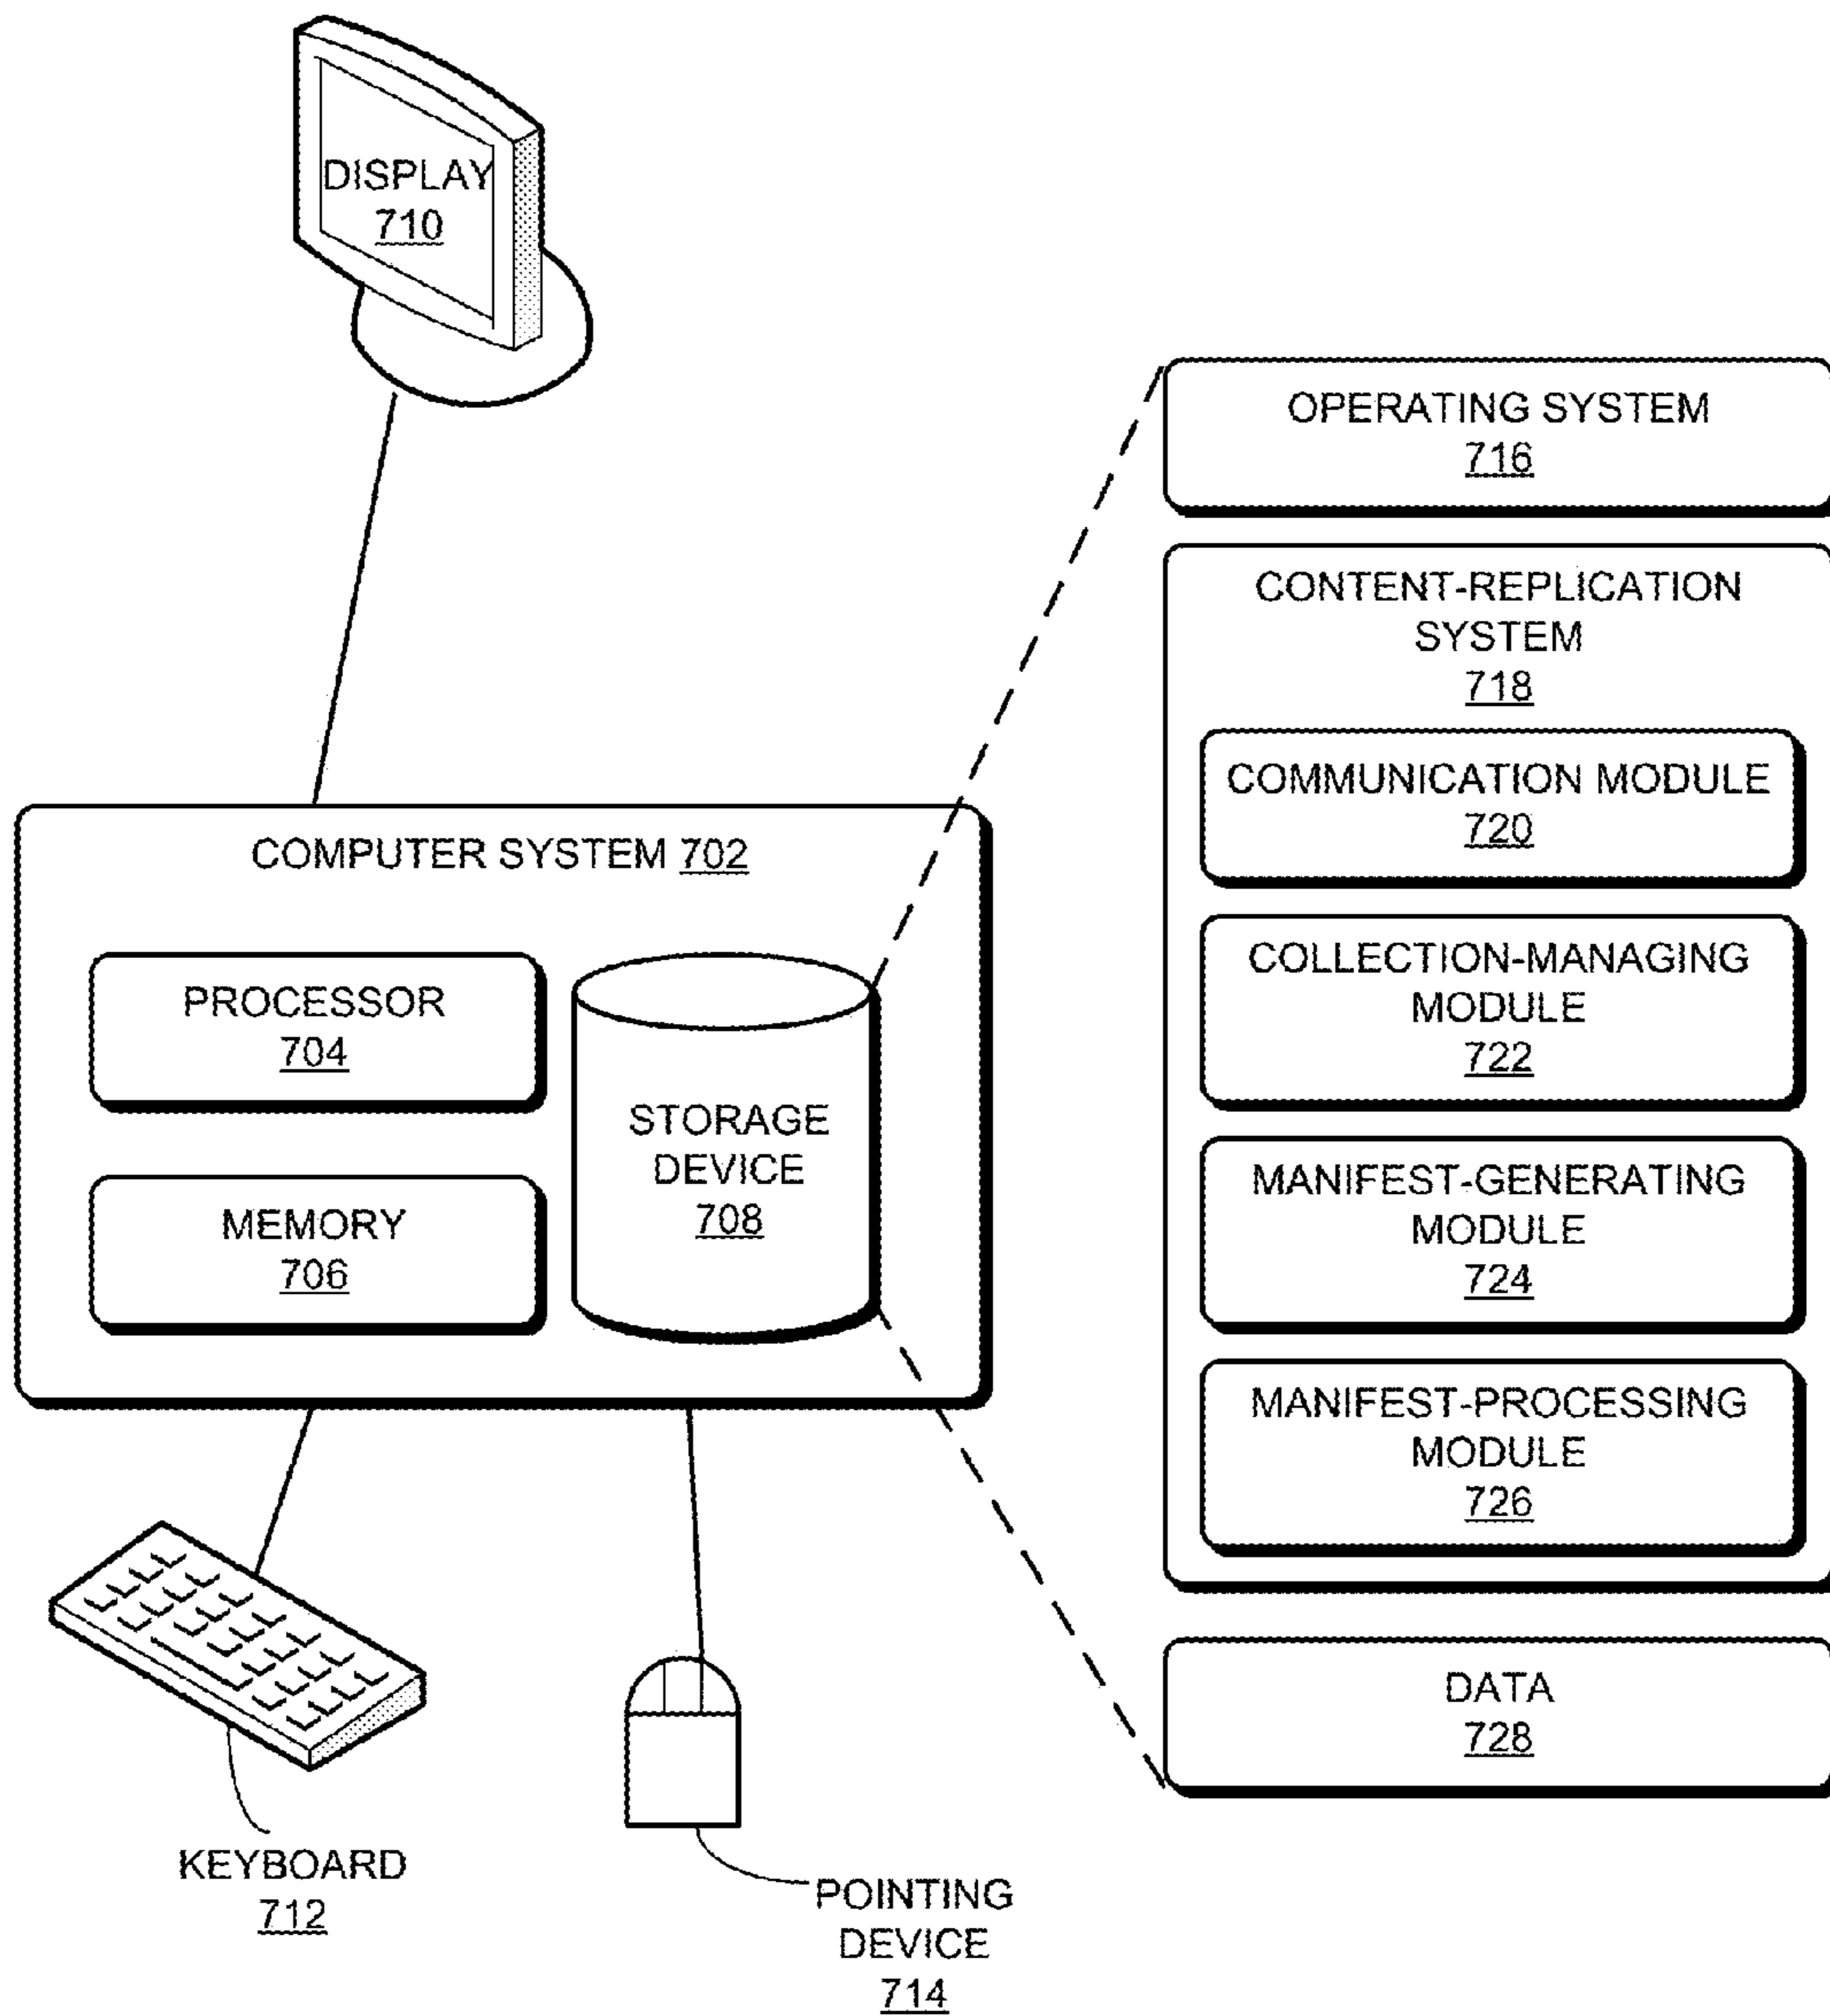 DISPLAY
710
COMPUTER SYSTEM 702
PROCESSOR
704
MEMORY
706
STORAGE
DEVICE
708
KEYBOARD
712
POINTING
DEVICE
714
OPERATING SYSTEM
716
CONTENT-REPLICATION
SYSTEM
718
COMMUNICATION MODULE
720
COLLECTION-MANAGING
MODULE
722
MANIFEST-GENERATING
MODULE
724
MANIFEST-PROCESSING
MODULE
726
DATA
728